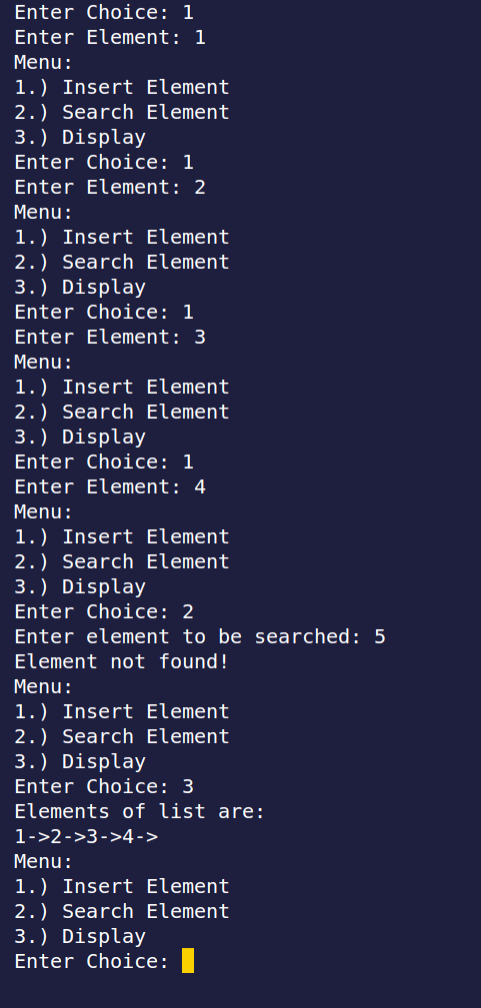 Enter Choice: 1
Enter Element: 1
Menu:
1.) Insert Element
2.) Search Element
3.) Display
Enter Choice: 1
Enter Element: 2
Menu:
1.) Insert Element
2.) Search Element
3.) Display
Enter Choice: 1
Enter Element: 3
Menu:
1.) Insert Element
2.) Search Element
3.) Display
Enter Choice: 1
Enter Element: 4
Menu:
1.) Insert Element
2.) Search Element
3.) Display
Enter Choice: 2
Enter element to be searched: 5
Element not found!
Menu:
1.) Insert Element
2.) Search Element
3.) Display
Enter Choice: 3
Elements of list are:
1->2->3->4->
Menu:
1.) Insert Element
2.) Search Element
3.) Display
Enter Choice: